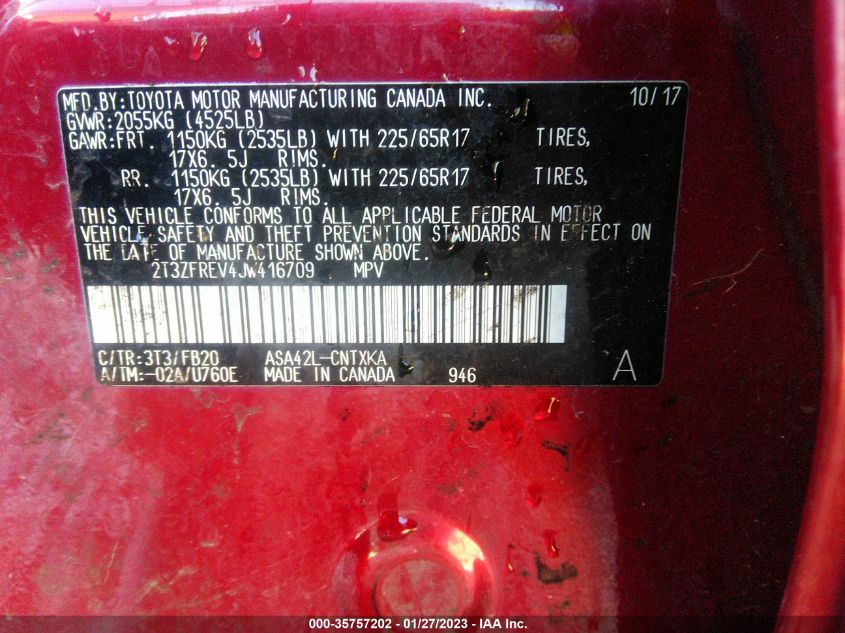 MFD.BY:TOYOTA MOTOR MANUFACTURING CANADA INC. 10/17
GVWR:2055KG (4525LB)
GAWR:FRT. 1150KG (2535LB) WITH 225/65R17 TIRES,
17X6. 5J RIMS.
RR. 1150KG (2535LB) WITH 225/65R17 TIRES,
17X6. 5J RIMS.
THIS VEHICLE CONFORMS TO ALL APPLICABLE FEDERAL MOTOR
VEHICLE SAFETY AND THEFT PREVENTION STANDARDS IN EFFECT ON
THE DATE OF MANUFACTURE SHOWN ABOVE.
2T3ZFREV4JW416709 MPV
C/TR:3T3/FB20 ASA42L-CNTXKA
A/TM:-02A/U760E MADE IN CANADA 946 A
000-35757202 - 01/27/2023 - IAA Inc.